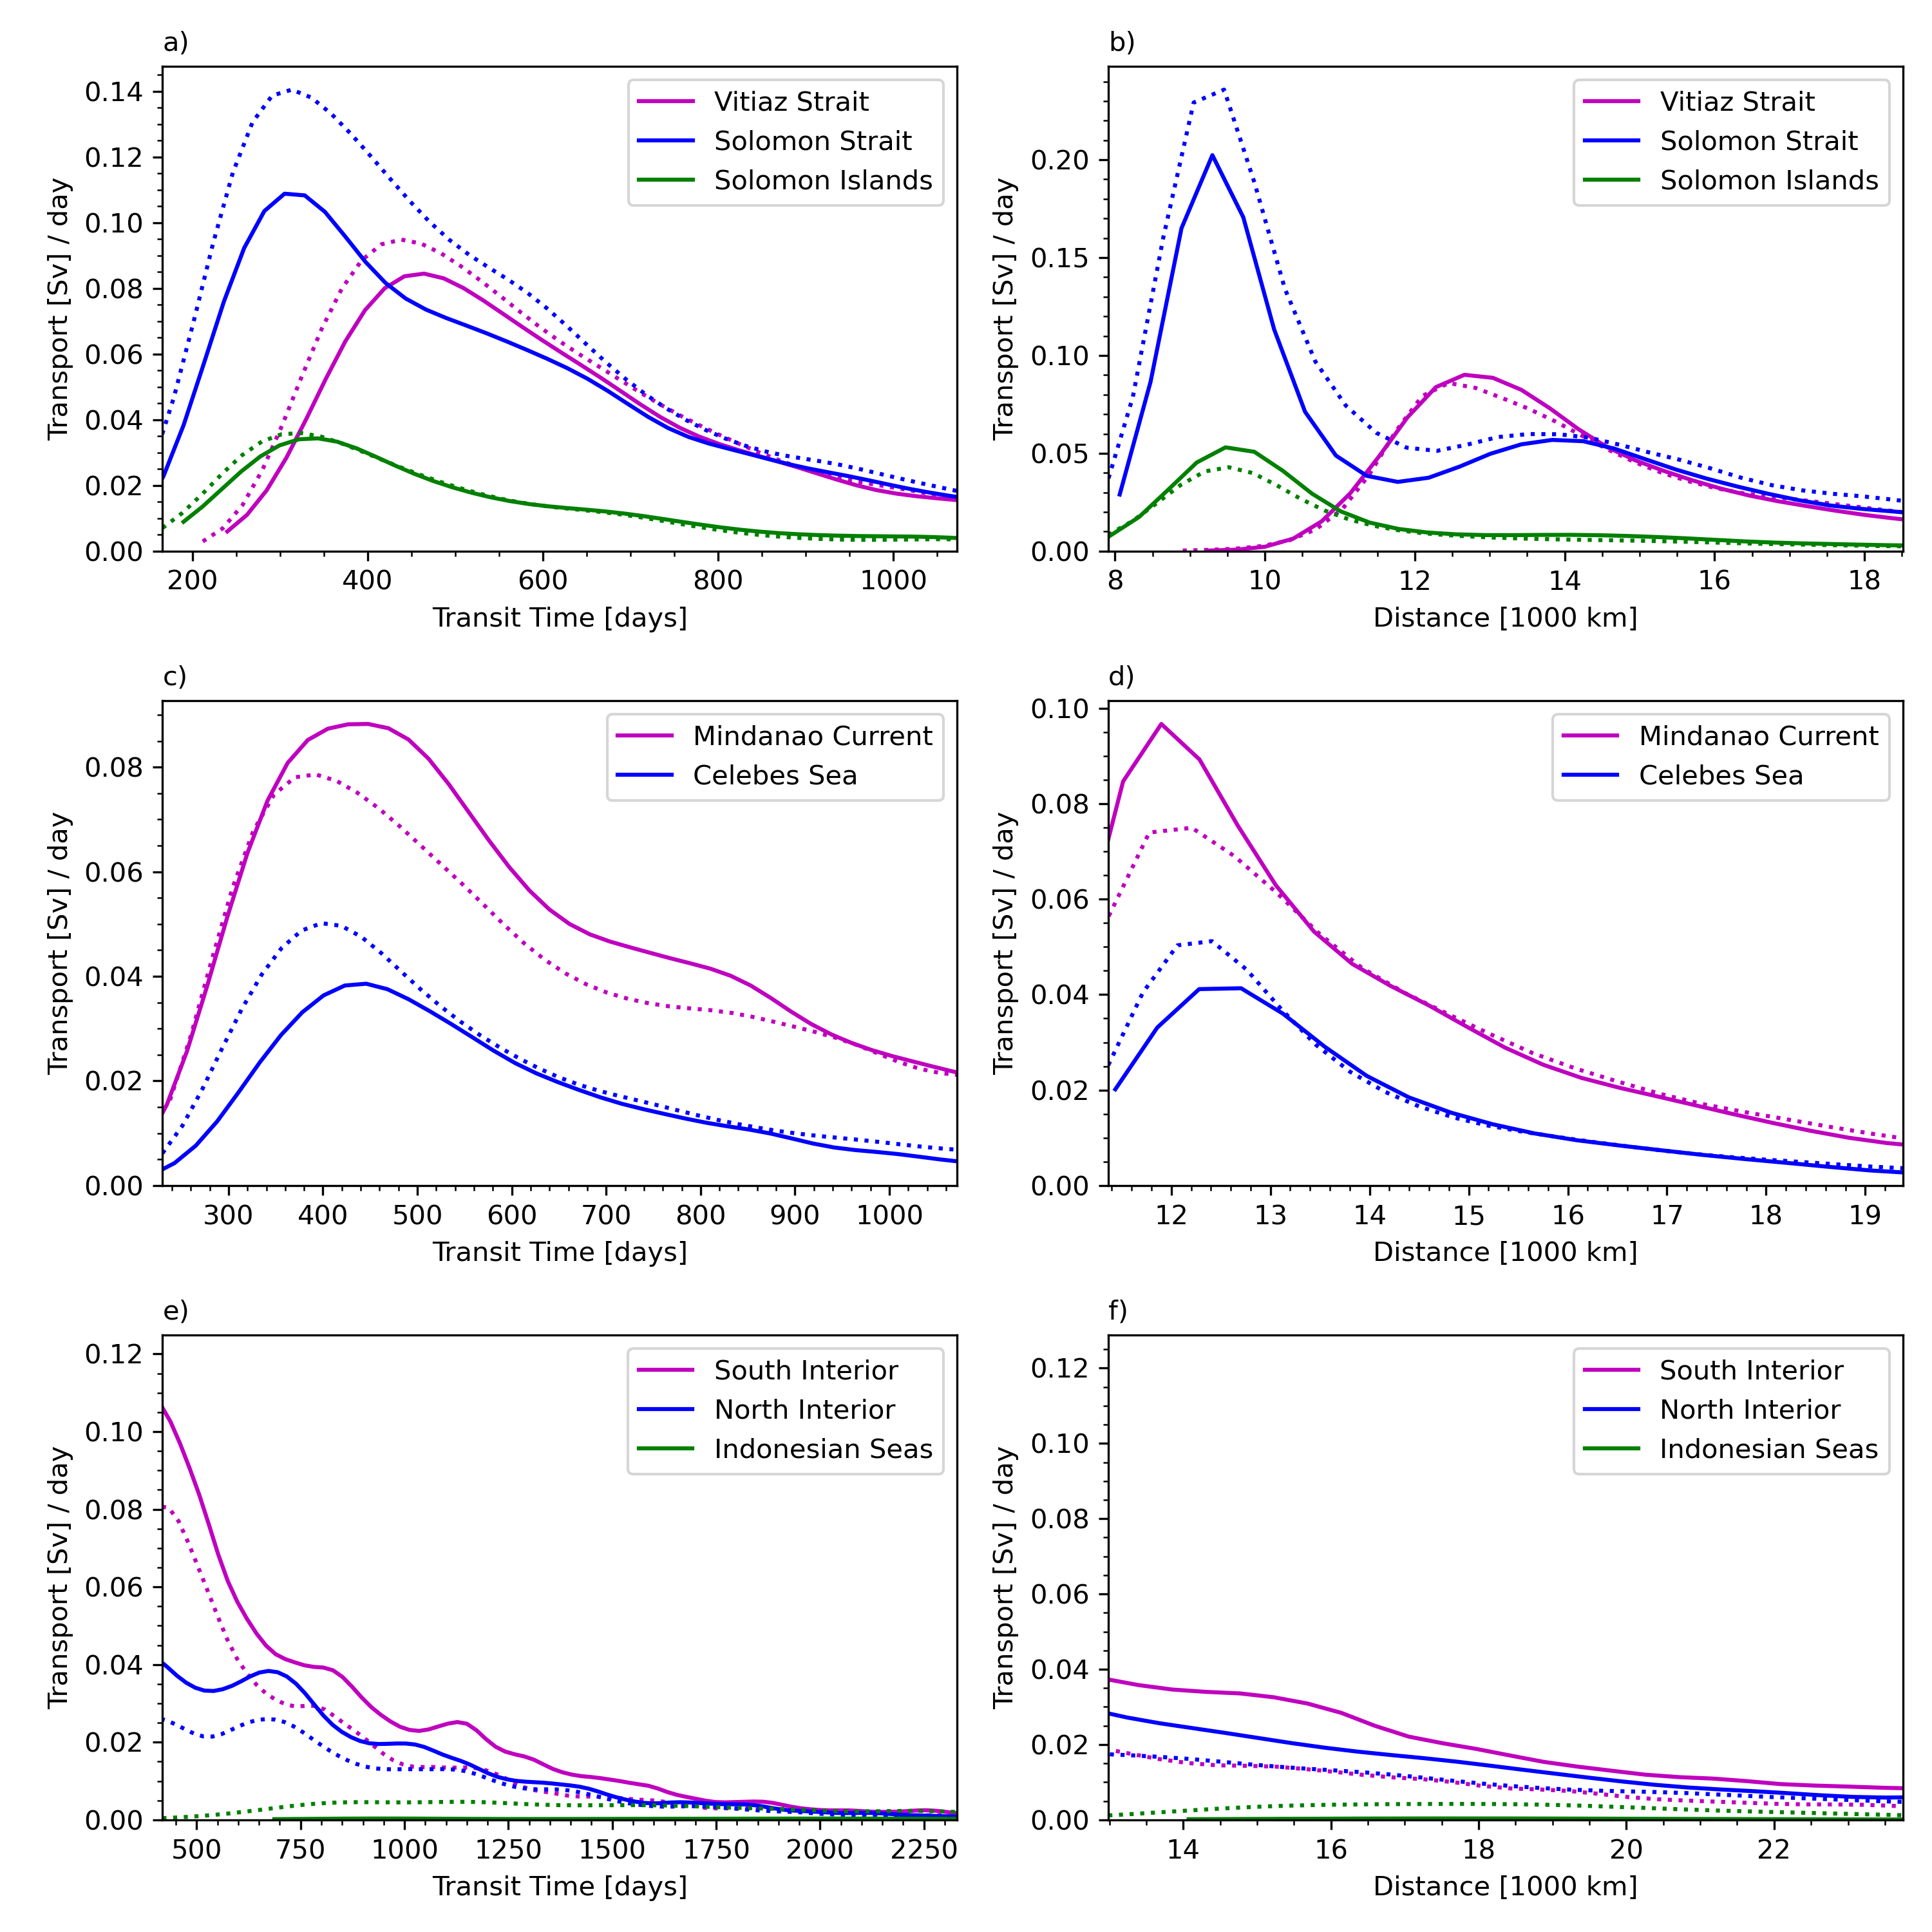 a)
Transport [Sv] / day
0.14
0.12
0.10
0.08
0.06
0.04
0.02
0.00
Vitiaz Strait
Solomon Strait
Solomon Islands
200 400 600 800 1000
Transit Time [days]
b)
Transport [Sv] / day
0.20
0.15
0.10
0.05
0.00
Vitiaz Strait
Solomon Strait
Solomon Islands
8 10 12 14 16 18
Distance [1000 km]
c)
Transport [Sv] / day
0.08
0.06
0.04
0.02
0.00
Mindanao Current
Celebes Sea
300 400 500 600 700 800 900 1000
Transit Time [days]
d)
Transport [Sv] / day
0.10
0.08
0.06
0.04
0.02
0.00
Mindanao Current
Celebes Sea
12 13 14 15 16 17 18 19
Distance [1000 km]
e)
Transport [Sv] / day
0.12
0.10
0.08
0.06
0.04
0.02
0.00
South Interior
North Interior
Indonesian Seas
500 750 1000 1250 1500 1750 2000 2250
Transit Time [days]
f)
Transport [Sv] / day
0.12
0.10
0.08
0.06
0.04
0.02
0.00
South Interior
North Interior
Indonesian Seas
14 16 18 20 22
Distance [1000 km]